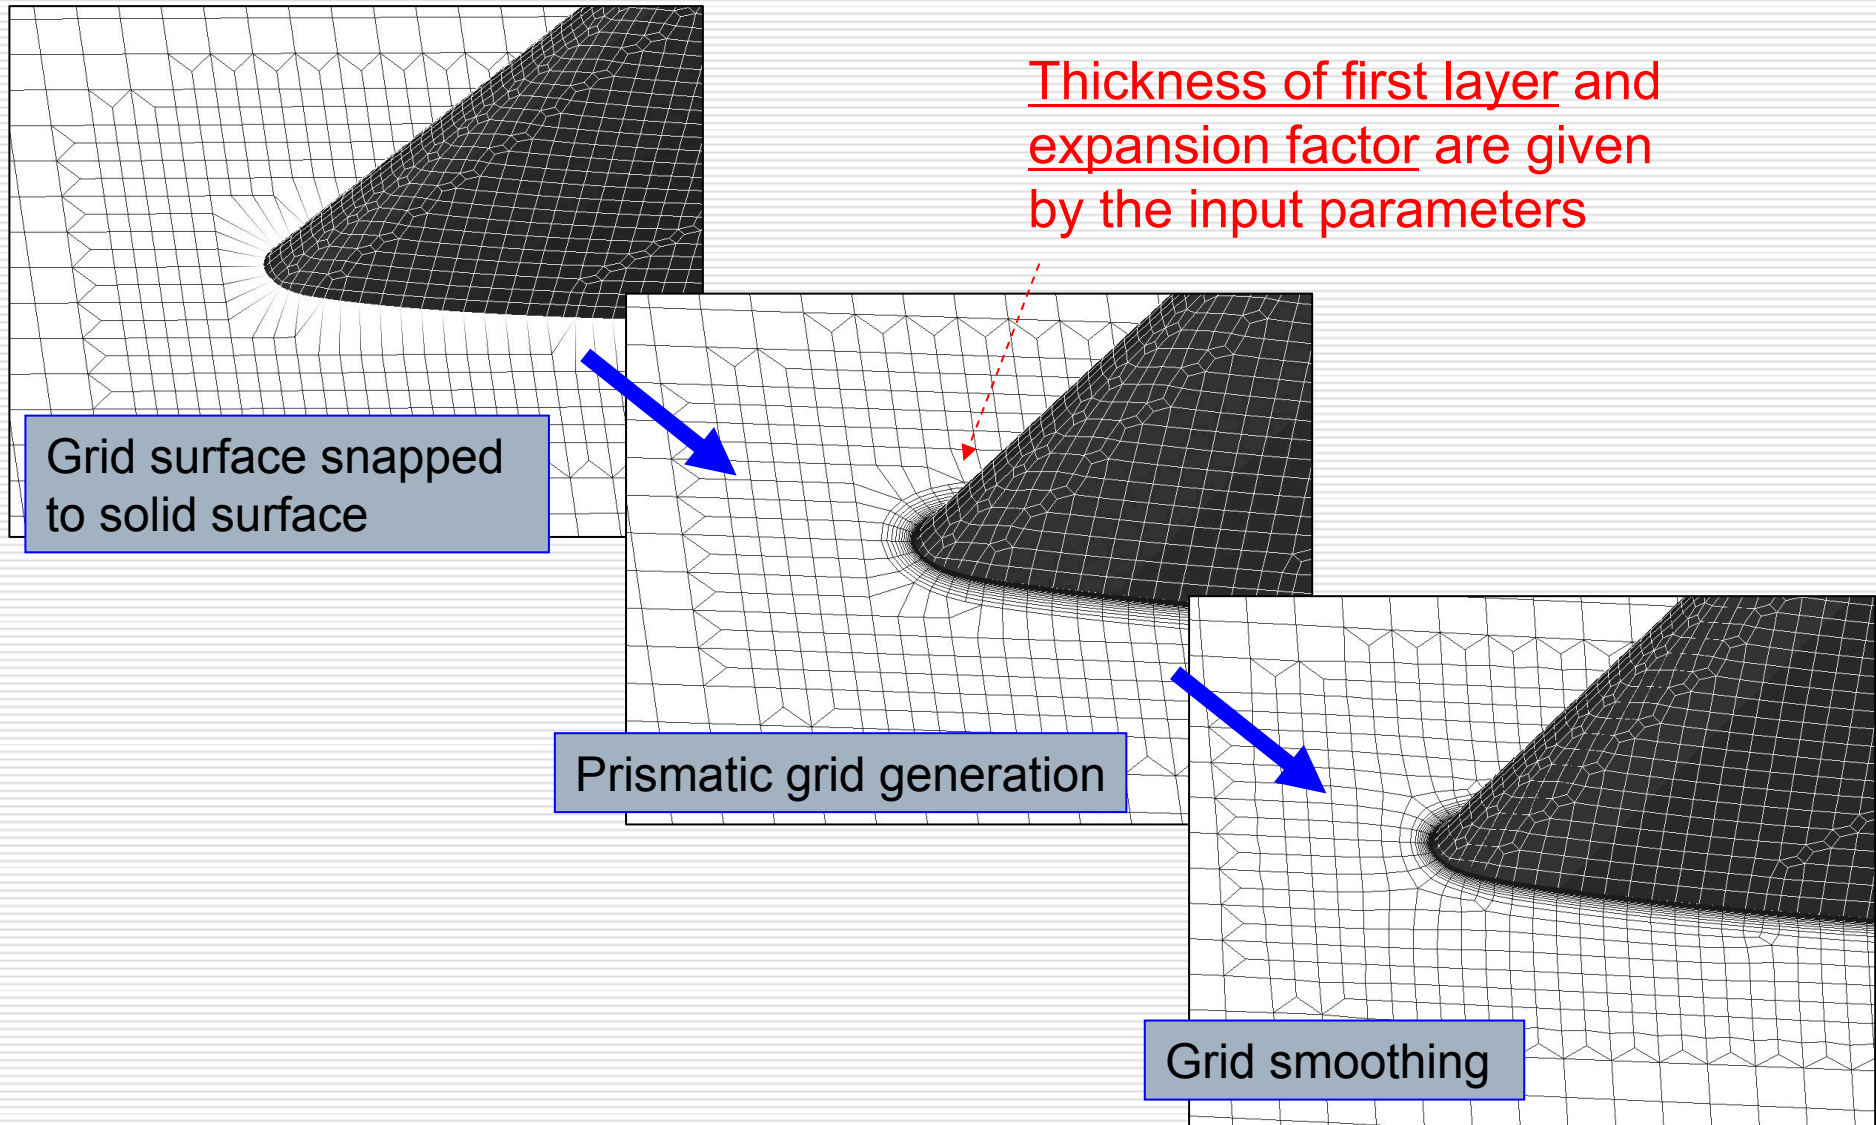 Thickness of first layer and
expansion factor are given
by the input parameters
Grid surface snapped
to solid surface
Prismatic grid generation
Grid smoothing